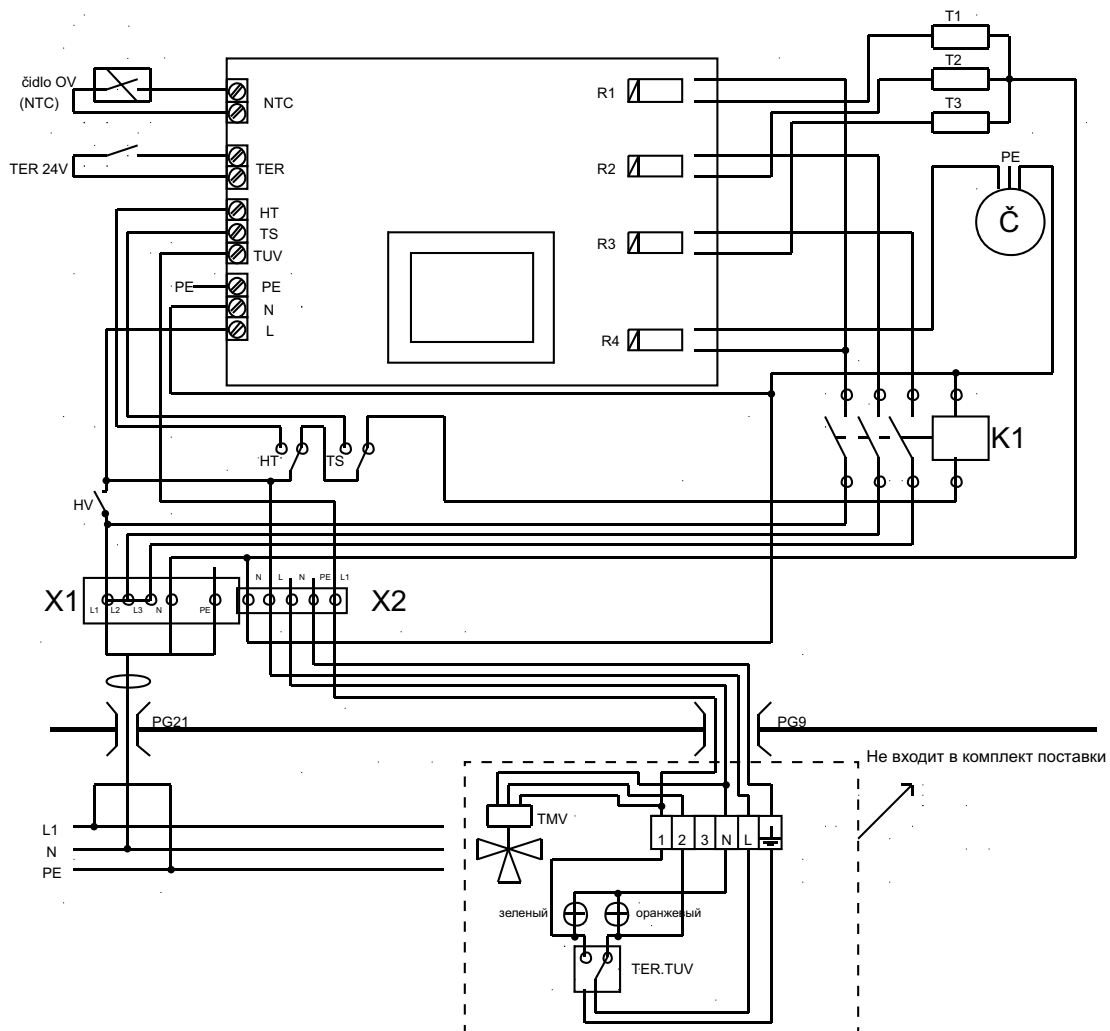 T1
čidlo OV
(NTC)
NTC
R1
T2
T3
TER 24V
TER
R2
PE
HT
TS
TUV
R3
Č
PE
PE
N
L
R4
HT
TS
K1
HV
X1
L1
L2
L3
N
PE
N
L
N
PE
L1
X2
PG21
PG9
Не входит в комплект поставки
L1
N
PE
TMV
1
2
3
N
L
зеленый
оранжевый
TER.TUV